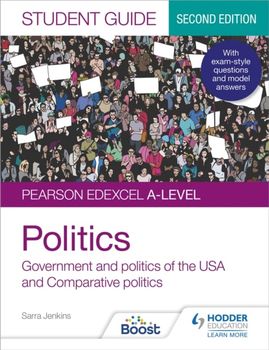 STUDENT GUIDE
SECOND EDITION
With
exam-style
questions and model
answers
PEARSON EDEXCEL A-LEVEL
Politics
Government and politics of the USA
and Comparative politics
Sarra Jenkins
Boost
HODDER
EDUCATION
LEARN MORE